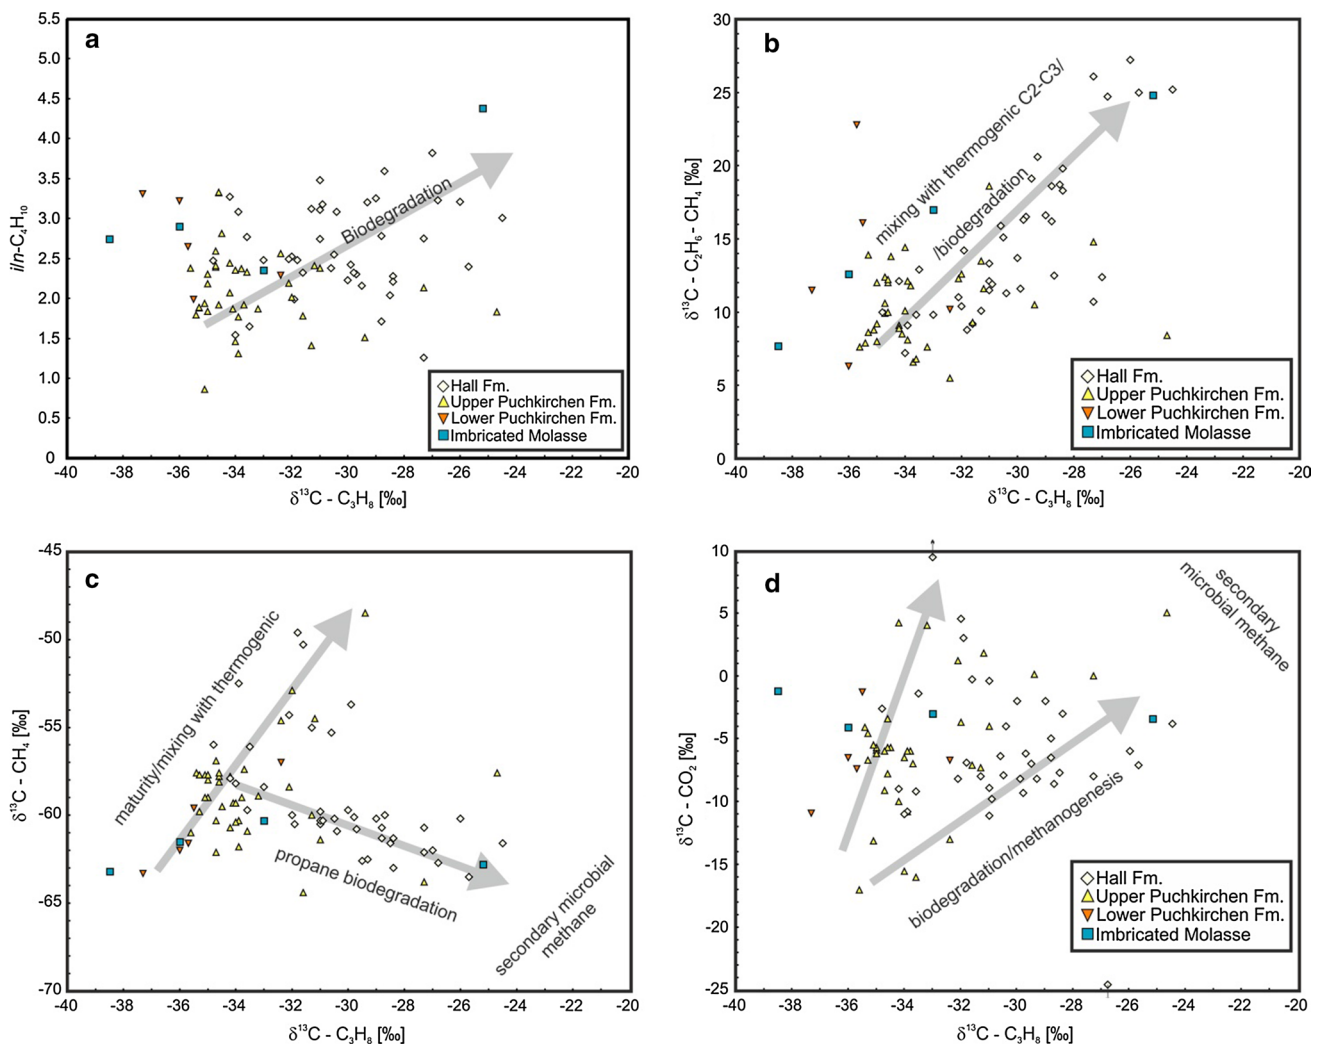 a
5.5
5.0
4.5
4.0
3.5
3.0
2.5
2.0
1.5
1.0
0.5
0
i/n-C₄H₁₀
Biodegradation
Hall Fm.
Upper Puchkirchen Fm.
Lower Puchkirchen Fm.
Imbricated Molasse
-40 -38 -36 -34 -32 -30 -28 -26 -24 -22 -20
δ¹³C - C₃H₈ [‰]
b
30
25
20
15
10
5
0
δ¹³C - C₂H₆- CH₄ [‰]
mixing with thermogenic C2-C3/
/biodegradation
Hall Fm.
Upper Puchkirchen Fm.
Lower Puchkirchen Fm.
Imbricated Molasse
-40 -38 -36 -34 -32 -30 -28 -26 -24 -22 -20
δ¹³C - C₃H₈ [‰]
c
-45
-50
-55
-60
-65
-70
δ¹³C - CH₄ [‰]
maturity/mixing with thermogenic
propane biodegradation
secondary microbial
methane
-40 -38 -36 -34 -32 -30 -28 -26 -24 -22 -20
δ¹³C - C₃H₈ [‰]
d
10
5
0
-5
-10
-15
-20
-25
δ¹³C - CO₂ [‰]
secondary
microbial methane
biodegradation/methanogenesis
Hall Fm.
Upper Puchkirchen Fm.
Lower Puchkirchen Fm.
Imbricated Molasse
-40 -38 -36 -34 -32 -30 -28 -26 -24 -22 -20
δ¹³C - C₃H₈ [‰]